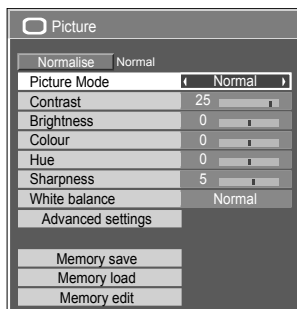 Picture
Normalise Normal
Picture Mode Normal
Contrast 25
Brightness 0
Colour 0
Hue 0
Sharpness 5
White balance Normal
Advanced settings
Memory save
Memory load
Memory edit